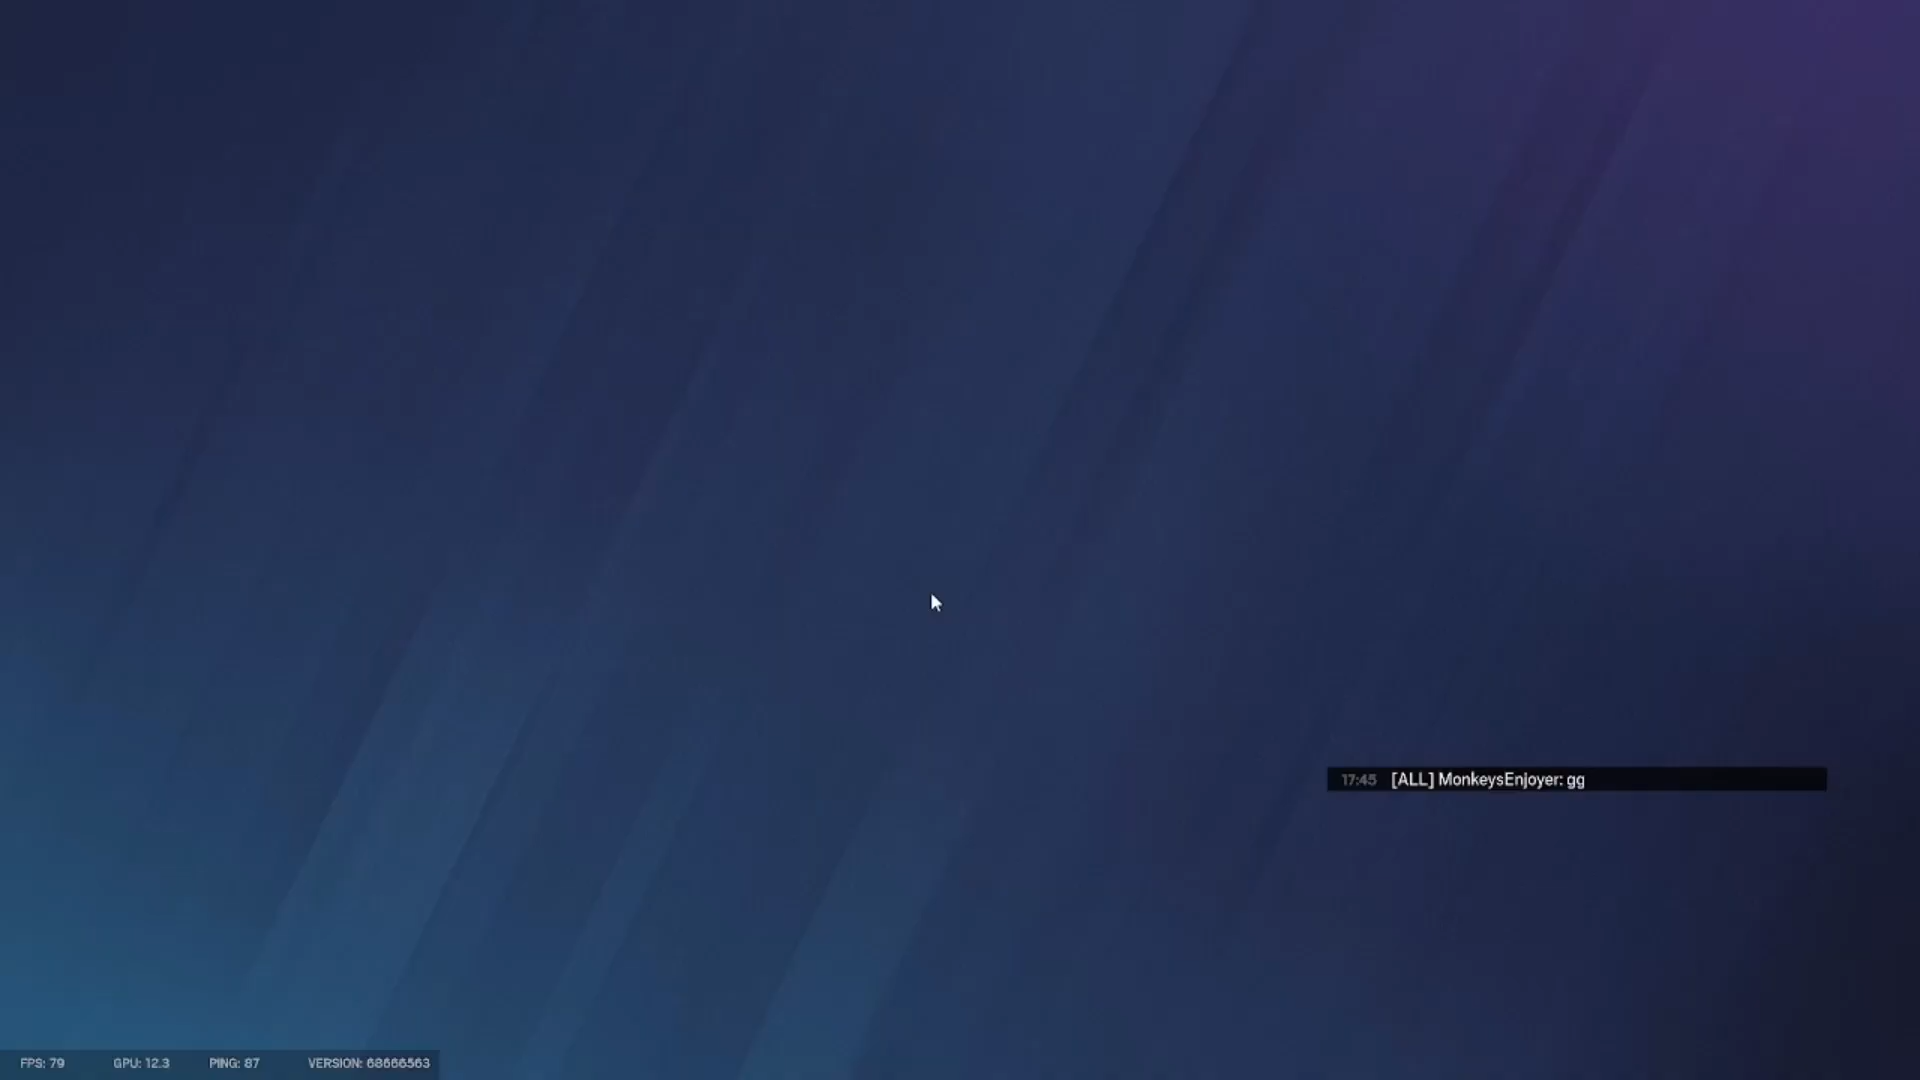 17:45 [ALL] MonkeysEnjoyer: gg
FPS: 79 GPU: 12.3 PING: 87 VERSION: 68666563